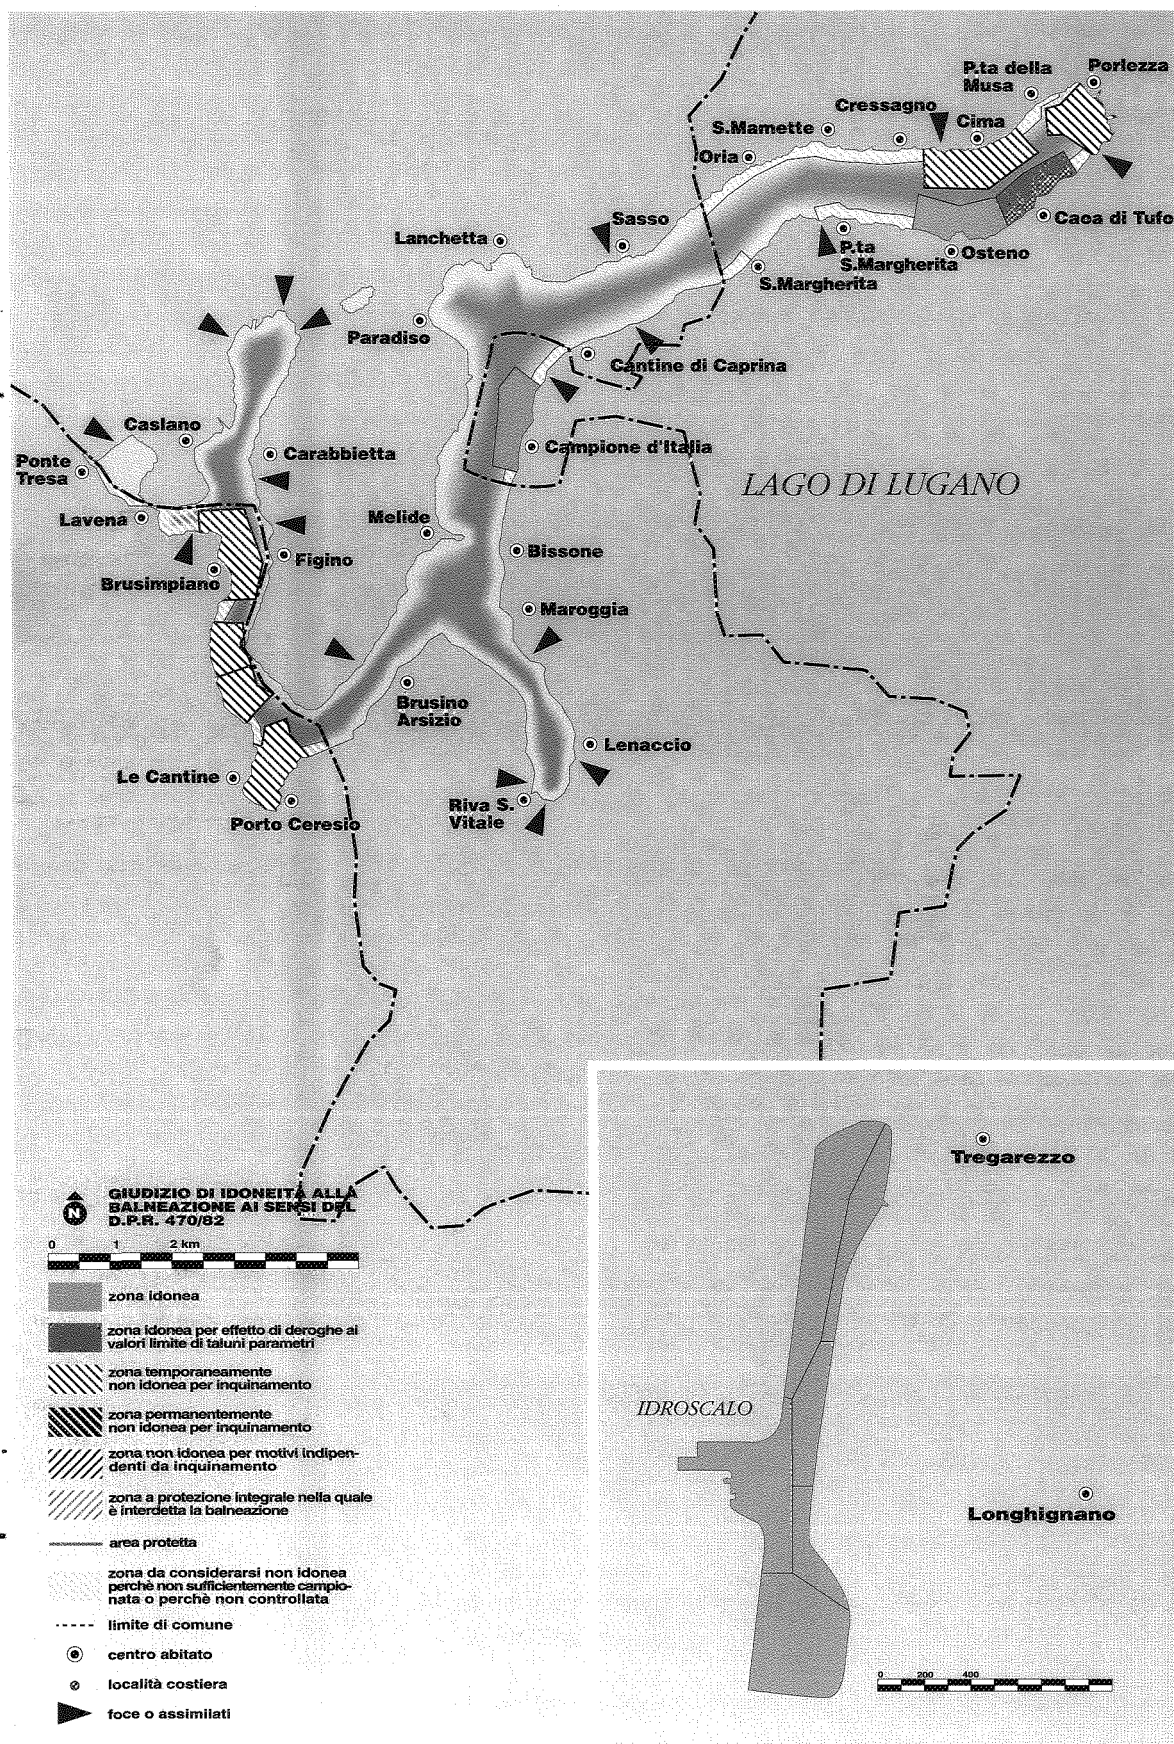 P.ta della
Musa
Porlezza
Cressagno
Cima
S.Mamette
Oria
Sasso
Lanchetta
Caca di Tufo
P.ta
S.Margherita
Osteno
S.Margherita
Paradiso
Cantine di Caprina
Caslano
Carabbietta
Campione d'Italia
Ponte
Tresa
LAGO DI LUGANO
Lavena
Melide
Figino
Bissone
Brusimpiano
Maroggia
Brusino
Arsizio
Lenaccio
Le Cantine
Riva S.
Vitale
Porto Ceresio
N
GIUDIZIO DI IDONEITÀ ALLA
BALNEAZIONE AI SENSI DEL
D.P.R. 470/82
0 1 2 km
zona idonea
zona idonea per effetto di deroghe ai
valori limite di taluni parametri
zona temporaneamente
non idonea per inquinamento
zona permanentemente
non idonea per inquinamento
zona non idonea per motivi indipen-
denti da inquinamento
zona a protezione integrale nella quale
è interdetta la balneazione
area protetta
zona da considerarsi non idonea
perchè non sufficientemente campio-
nata o perchè non controllata
limite di comune
centro abitato
località costiera
foce o assimilati
Tregarezzo
IDROSCALO
Longhignano
0 200 400